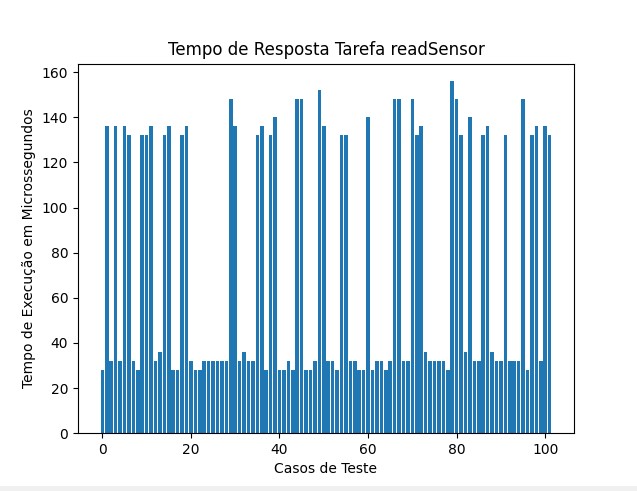 Tempo de Resposta Tarefa readSensor
160
140
120
100
80
60
40
20
0
Tempo de Execução em Microssegundos
0 20 40 60 80 100
Casos de Teste